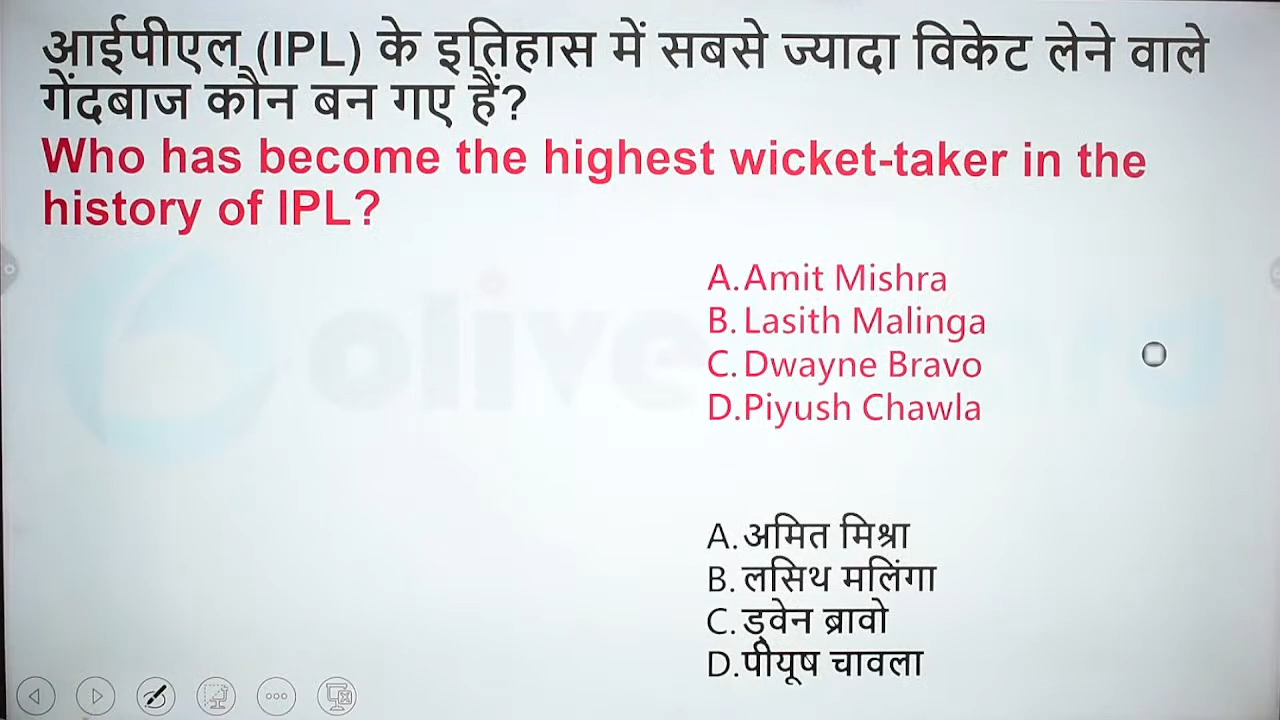 आईपीएल (IPL) के इतिहास में सबसे ज्यादा विकेट लेने वाले
गेंदबाज कौन बन गए हैं?
Who has become the highest wicket-taker in the
history of IPL?
olive
A. Amit Mishra
B. Lasith Malinga
C. Dwayne Bravo
D. Piyush Chawla
A. अमित मिश्रा
B. लसिथ मलिंगा
C. ड्वेन ब्रावो
D. पीयूष चावला